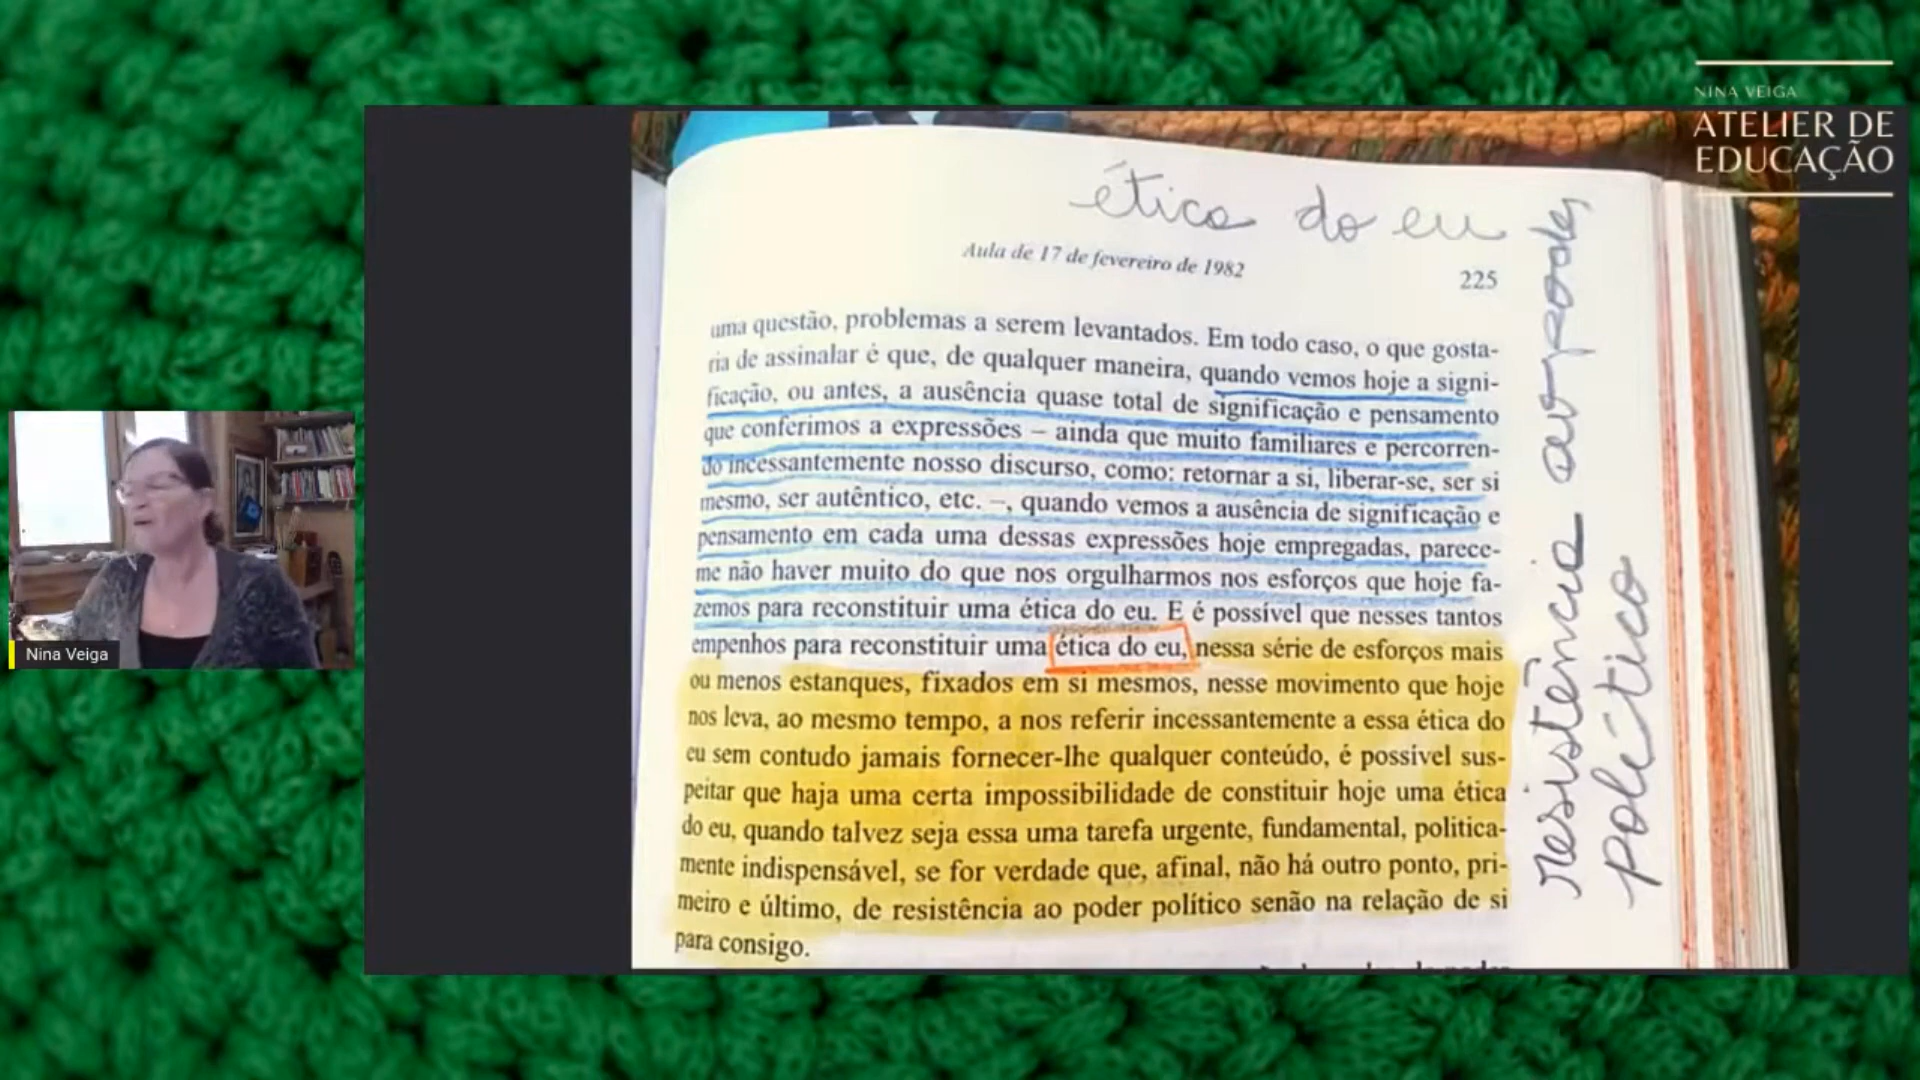 NINA VEIGA
ATELIER DE
EDUCAÇÃO
ética do eu
Aula de 17 de fevereiro de 1982
225
uma questão, problemas a serem levantados. Em todo caso, o que gosta-
ria de assinalar é que, de qualquer maneira, quando vemos hoje a signi-
ficação, ou antes, a ausência quase total de significação e pensamento
que conferimos a expressões – ainda que muito familiares e percorren-
do incessantemente nosso discurso, como: retornar a si, liberar-se, ser si
mesmo, ser autêntico, etc. –, quando vemos a ausência de significação e
pensamento em cada uma dessas expressões hoje empregadas, parece-
me não haver muito do que nos orgulharmos nos esforços que hoje fa-
zemos para reconstituir uma ética do eu. E é possível que nesses tantos
empenhos para reconstituir uma ética do eu, nessa série de esforços mais
ou menos estanques, fixados em si mesmos, nesse movimento que hoje
nos leva, ao mesmo tempo, a nos referir incessantemente a essa ética do
eu sem contudo jamais fornecer-lhe qualquer conteúdo, é possível sus-
peitar que haja uma certa impossibilidade de constituir hoje uma ética
do eu, quando talvez seja essa uma tarefa urgente, fundamental, politica-
mente indispensável, se for verdade que, afinal, não há outro ponto, pri-
meiro e último, de resistência ao poder político senão na relação de si
para consigo.
resistência ao poder
político
Nina Veiga